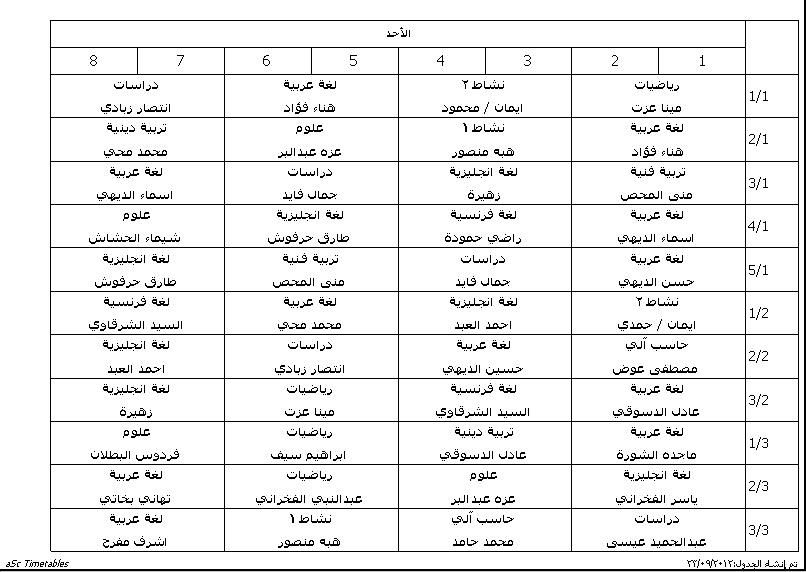 الأحد
1 2 3 4 5 6 7 8
1/1 رياضيات نشاط٢ لغة عربية دراسات
مينا عزت ايمان / محمود هناء فؤاد انتصار زيادي
2/1 لغة عربية نشاط١ علوم تربية دينية
هناء فؤاد هبه منصور عزه عبدالبر محمد محي
3/1 تربية فنية لغة انجليزية دراسات لغة عربية
منى المحص زهيرة جمال فايد اسماء الديهي
4/1 لغة عربية لغة فرنسية لغة انجليزية علوم
اسماء الديهي راضي حمودة طارق حرفوش شيماء الحشاش
5/1 لغة عربية دراسات تربية فنية لغة انجليزية
حسن الديهي جمال فايد منى المحص طارق حرفوش
1/2 نشاط٢ لغة انجليزية لغة عربية لغة فرنسية
ايمان / حمدي احمد العبد محمد محي السيد الشرقاوي
2/2 حاسب آلي لغة عربية دراسات لغة انجليزية
مصطفى عوض حسين الديهي انتصار زيادي احمد العبد
3/2 لغة عربية لغة فرنسية رياضيات لغة انجليزية
عادل الدسوقي السيد الشرقاوي مينا عزت زهيرة
1/3 لغة عربية تربية دينية رياضيات علوم
ماجده الشورة عادل الدسوقي ابراهيم سيف فردوس البطلان
2/3 لغة انجليزية علوم رياضيات لغة عربية
ياسر الفخراني عزه عبدالبر عبدالنبي الفخراني تهاني بخاتي
3/3 دراسات حاسب آلي نشاط١ لغة عربية
عبدالحميد عيسى محمد حامد هبه منصور اشرف مفرح
تم إنشاء الجدول:٢٢/٠٩/٢٠١٢ aSc Timetables